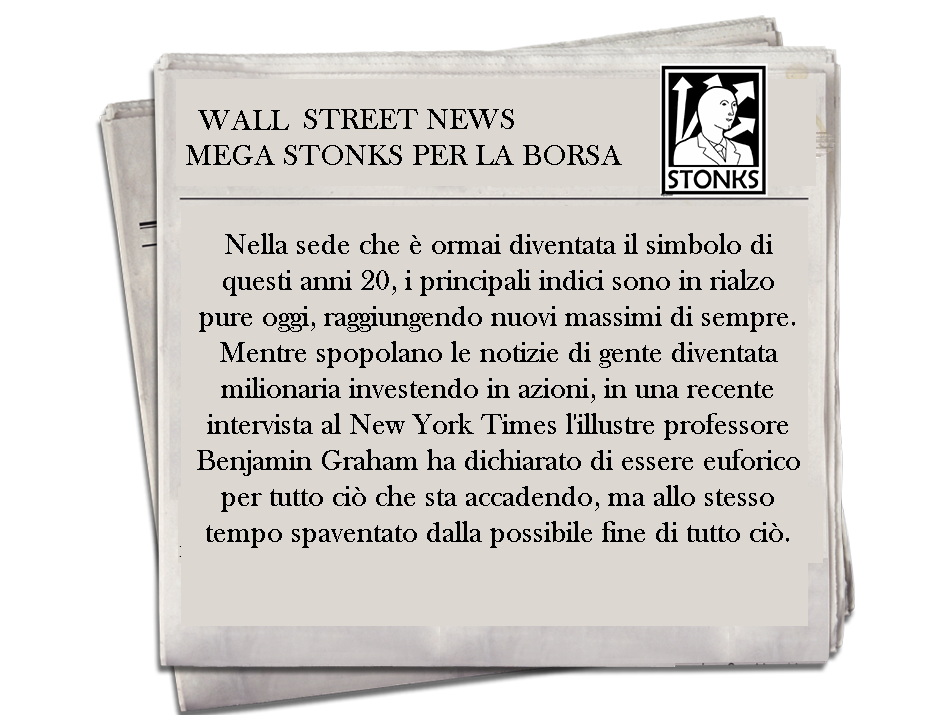 WALL STREET NEWS
MEGA STONKS PER LA BORSA
STONKS
Nella sede che è ormai diventata il simbolo di
questi anni 20, i principali indici sono in rialzo
pure oggi, raggiungendo nuovi massimi di sempre.
Mentre spopolano le notizie di gente diventata
milionaria investendo in azioni, in una recente
intervista al New York Times l'illustre professore
Benjamin Graham ha dichiarato di essere euforico
per tutto ciò che sta accadendo, ma allo stesso
tempo spaventato dalla possibile fine di tutto ciò.